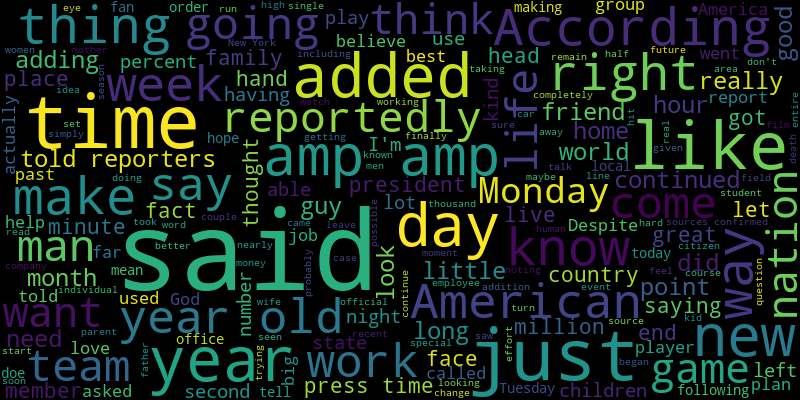 thing
going
think
According
order
fan
play
making
group
America
run
high
single
eye
women
mother
New York
adding
percent
family
believe
use
head
best
went
good
place
week
hand
added
right
really
area
don't
having
including
taking
time
reportedly
life
kind
friend
hour
got
report
actually
season
idea
watch
working
completely
hope
I'm
set
simply
getting
finally
sure
car
hit
home
real
entire
told reporters
amp amp
like
past
doing
known
men
away
world
local
death
film
make
say
thought
able
president
maybe
talk
line
given
continued
field
student
fact
guy
lot
Monday
come
let
help
read
minute
took
word
couple
leave
possible
thousand
live
Despite
hard
sources
confirmed
nation
man
said
day
know
great
today
citizen
far
better
nearly
came
job
look
moment
noting
human
did
feel
course
way
company
month
mean
money
probably
case
little
country
point
question
told
individual
number
God
wife
official
continue
employee
addition
event
want
used
night
American
saying
year old
long
million
end
kid
need
office
seen
state
special
turn
source
new
start
love
parent
father
trying
big
recent
face
saw
effort
player
team
year
work
called
just
game
left
doe
soon
member
asked
second
tell
press time
looking
change
Tuesday
began
children
following
plan
remain
half
future